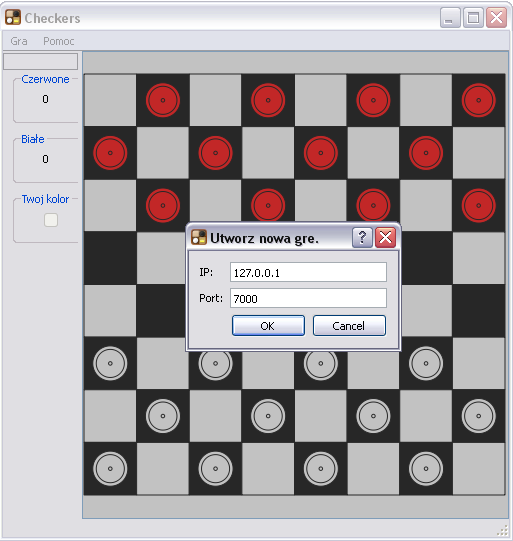 Checkers
Gra Pomoc
Czerwone
0
Białe
0
Twoj kolor
Utworz nowa gre.
IP: 127.0.0.1
Port: 7000
OK Cancel